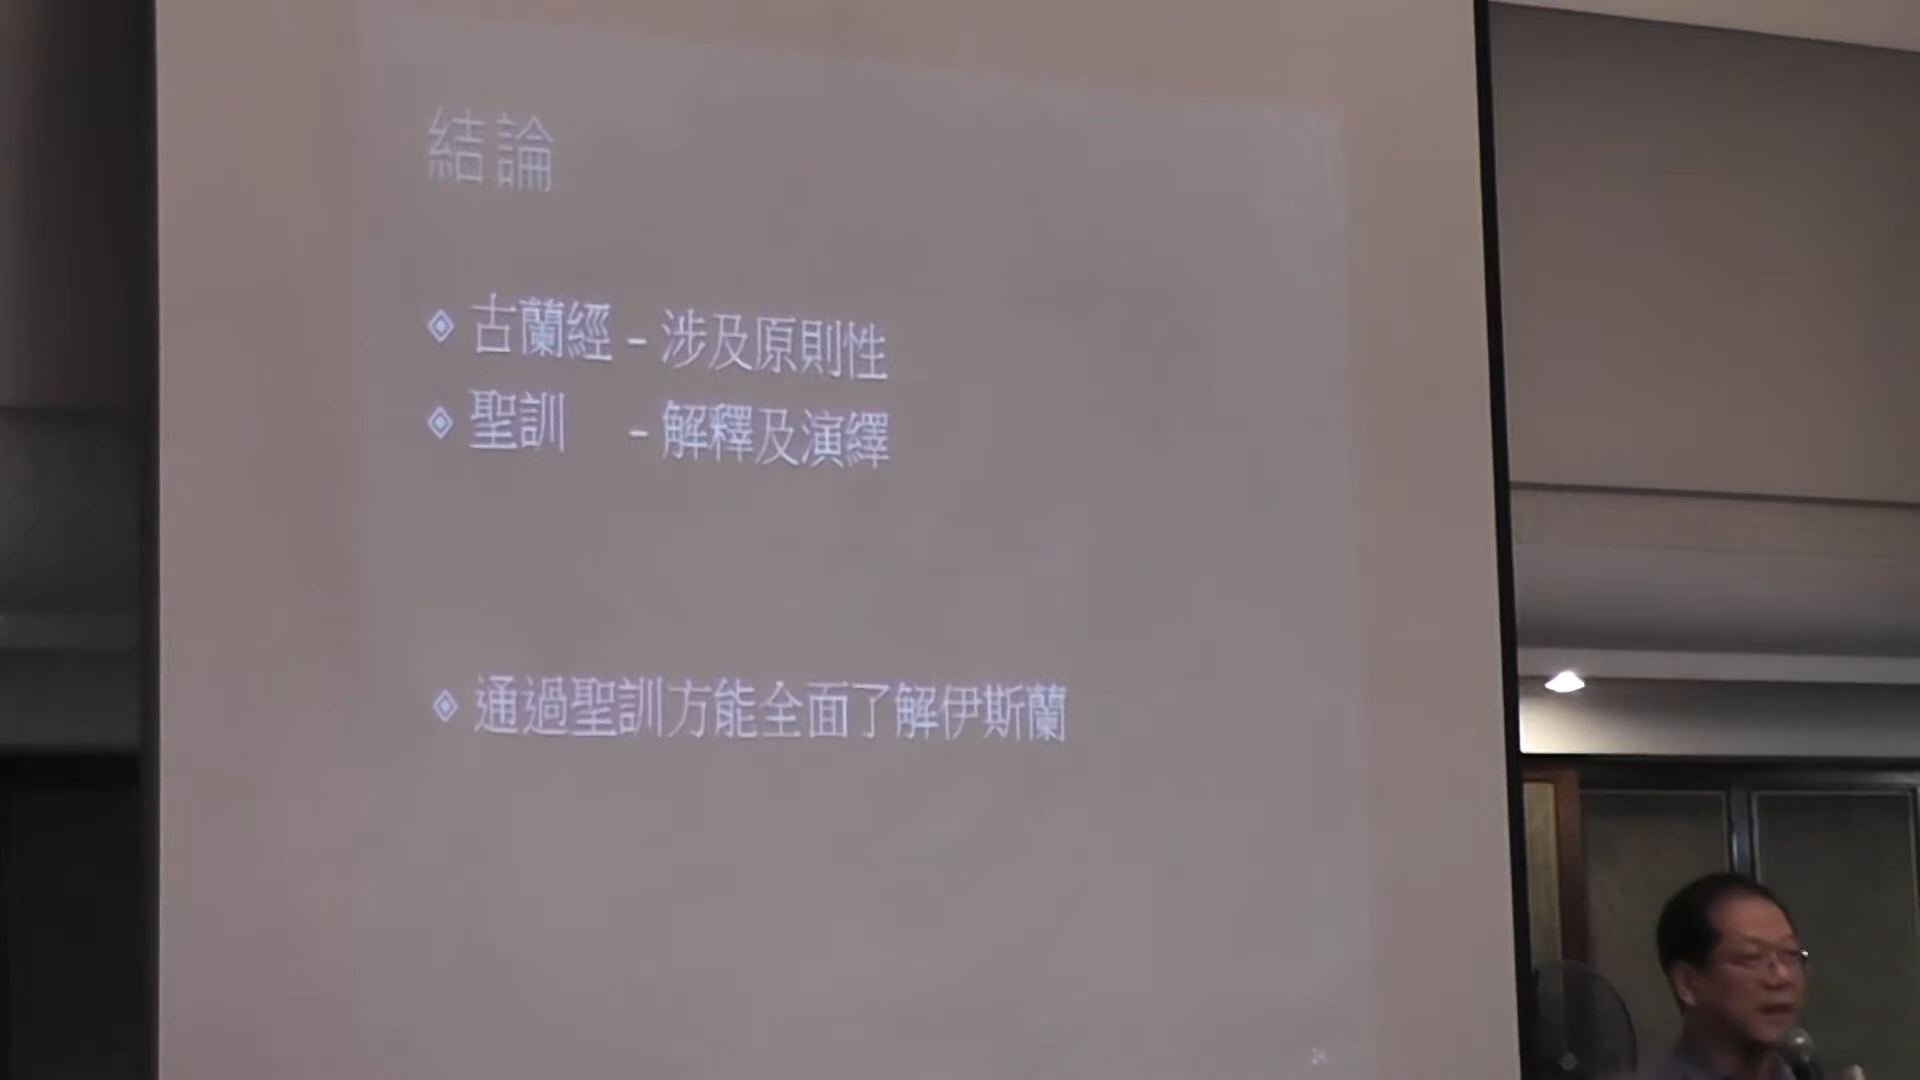 結論
古蘭經 – 涉及原則性
聖訓 – 解釋及演繹
通過聖訓方能全面了解伊斯蘭
24